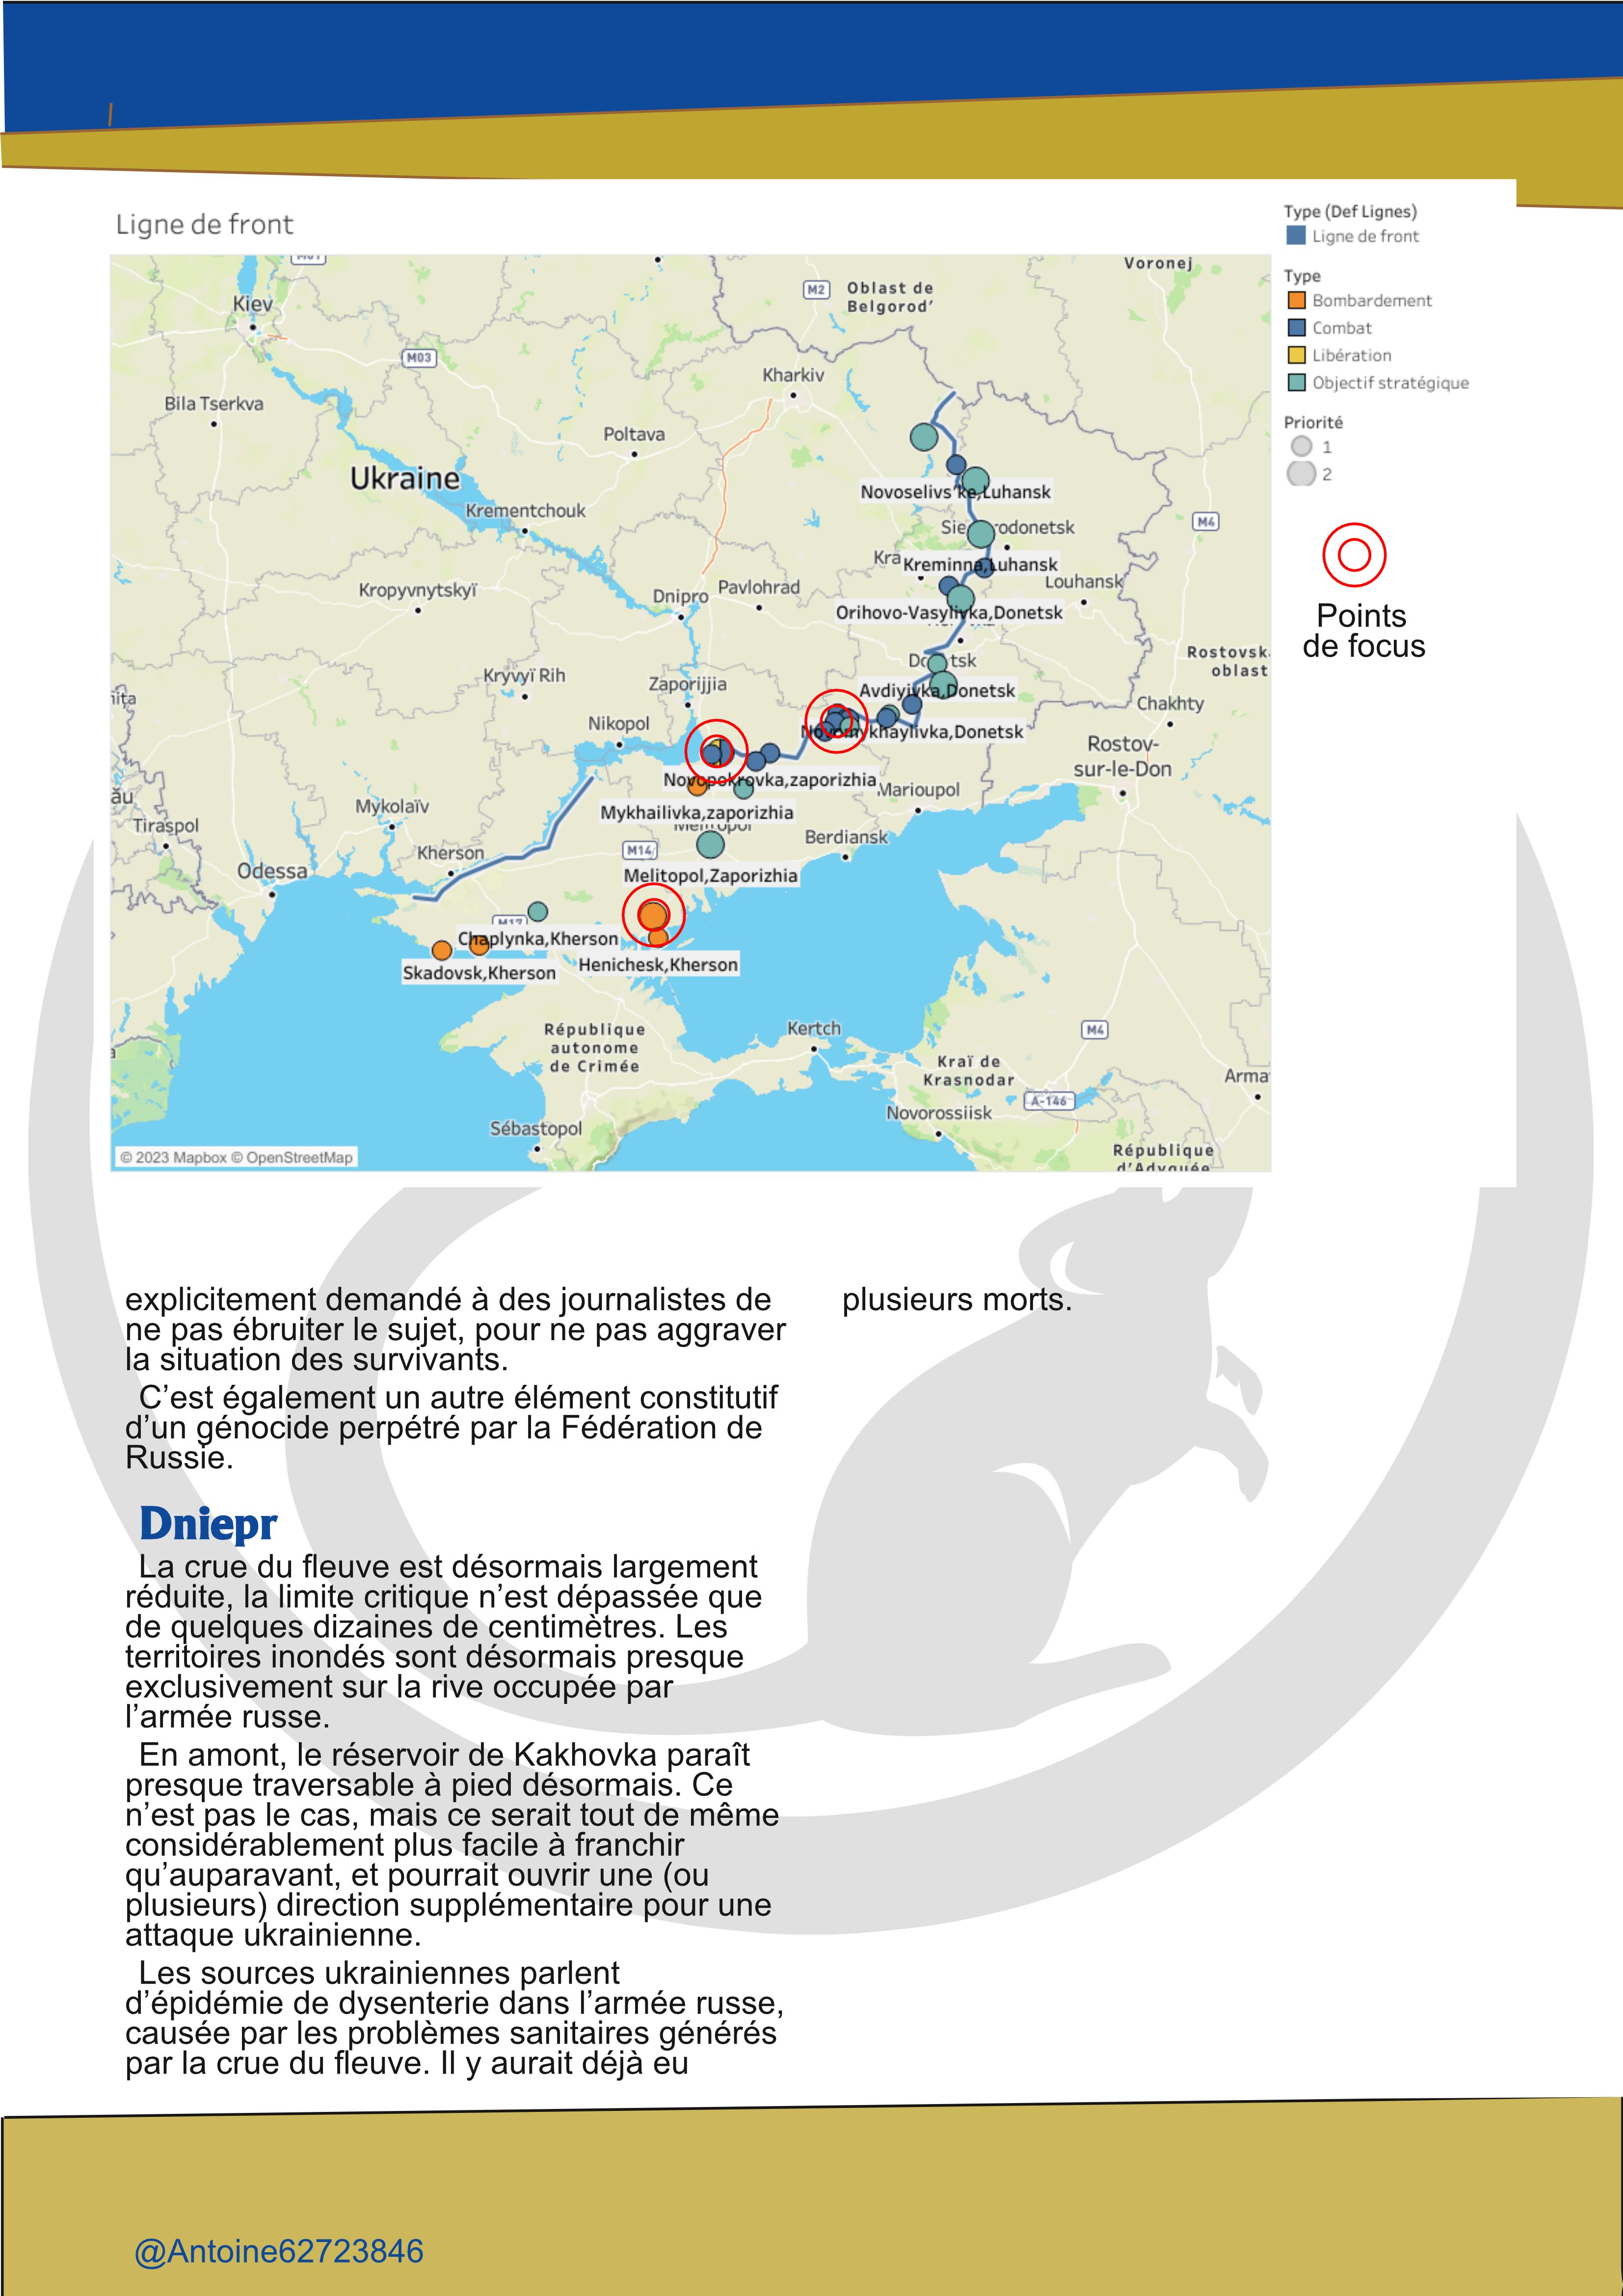 Ligne de front
Type (Def Lignes)
Ligne de front
Type
Bombardement
Combat
Libération
Objectif stratégique
Priorité
1
2
Points
de focus
Voronej
M2
Oblast de
Belgorod'
Kiev
M03
Kharkiv
Bila Tserkva
Poltava
Ukraine
Novoselivs'ke,Luhansk
Krementchouk
M4
Kreminna,Luhansk
Louhansk
Kropyvnytskyï
Dnipro
Pavlohrad
Orihovo-Vasylivka,Donetsk
Rostovsk
oblast
Kryvyï Rih
Zaporijjia
Avdiyivka,Donetsk
Chakhty
Nikopol
Novomykhaylivka,Donetsk
Rostov-
sur-le-Don
Novopokrovka,zaporizhia
Marioupol
Mykolaïv
Mykhailivka,zaporizhia
Tiraspol
Melitopol
Berdiansk
Kherson
M14
Odessa
Melitopol,Zaporizhia
M17
Chaplynka,Kherson
Skadovsk,Kherson
Henichesk,Kherson
République
autonome
de Crimée
Kertch
M4
Kraï de
Krasnodar
Arma
A-146
Novorossiisk
Sébastopol
République
d'Adyguée
© 2023 Mapbox © OpenStreetMap
explicitement demandé à des journalistes de
ne pas ébruiter le sujet, pour ne pas aggraver
la situation des survivants.
C'est également un autre élément constitutif
d'un génocide perpétré par la Fédération de
Russie.
Dniepr
La crue du fleuve est désormais largement
réduite, la limite critique n'est dépassée que
de quelques dizaines de centimètres. Les
territoires inondés sont désormais presque
exclusivement sur la rive occupée par
l'armée russe.
En amont, le réservoir de Kakhovka paraît
presque traversable à pied désormais. Ce
n'est pas le cas, mais ce serait tout de même
considérablement plus facile à franchir
qu'auparavant, et pourrait ouvrir une (ou
plusieurs) direction supplémentaire pour une
attaque ukrainienne.
Les sources ukrainiennes parlent
d'épidémie de dysenterie dans l'armée russe,
causée par les problèmes sanitaires générés
par la crue du fleuve. Il y aurait déjà eu
plusieurs morts.
@Antoine62723846